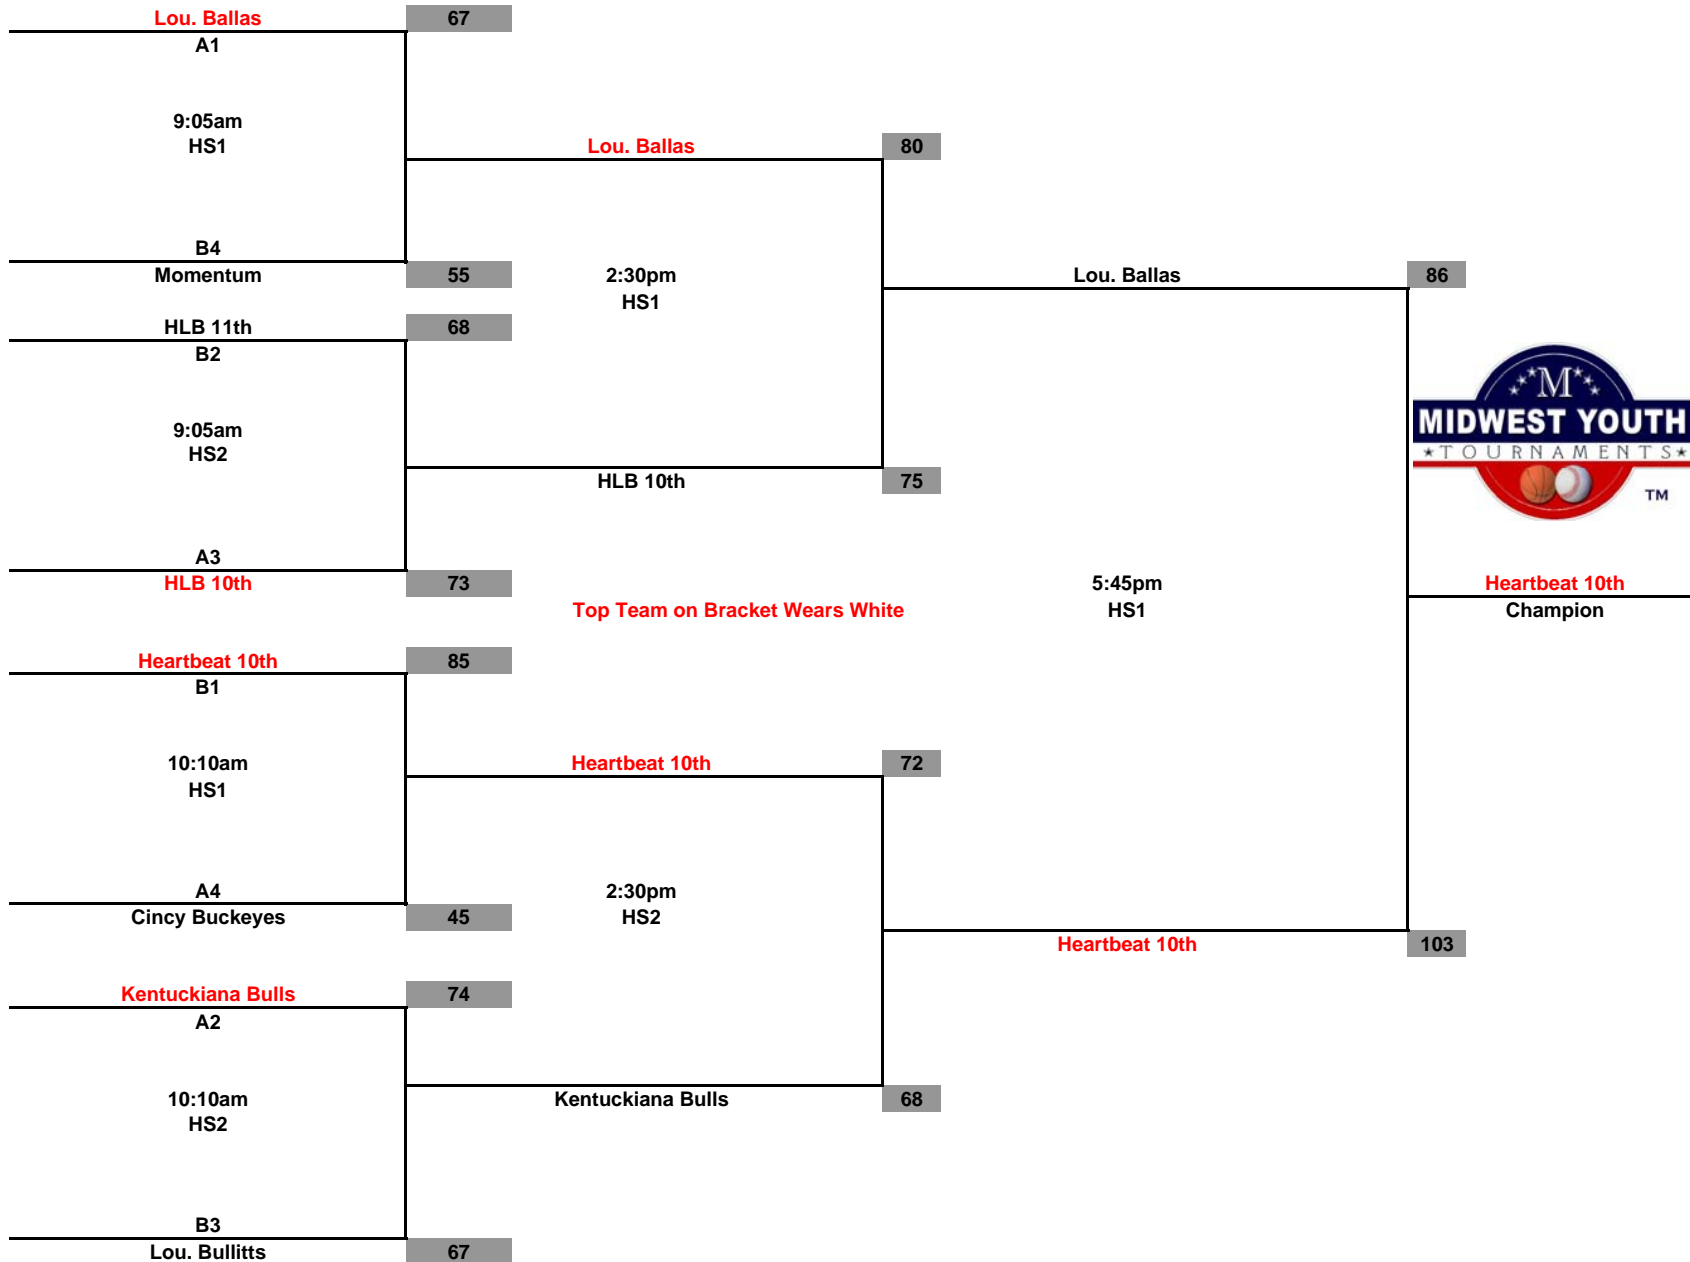 Lou. Ballas 67
A1
9:05am
HS1
Lou. Ballas 80
B4
Momentum 55
2:30pm
HS1
Lou. Ballas 86
HLB 11th 68
B2
9:05am
HS2
HLB 10th 75
A3
HLB 10th 73
Top Team on Bracket Wears White
5:45pm
HS1
M
MIDWEST YOUTH
TOURNAMENTS
TM
Heartbeat 10th
Champion
Heartbeat 10th 85
B1
10:10am
HS1
Heartbeat 10th 72
A4
Cincy Buckeyes 45
2:30pm
HS2
Heartbeat 10th 103
Kentuckiana Bulls 74
A2
10:10am
HS2
Kentuckiana Bulls 68
B3
Lou. Bullitts 67